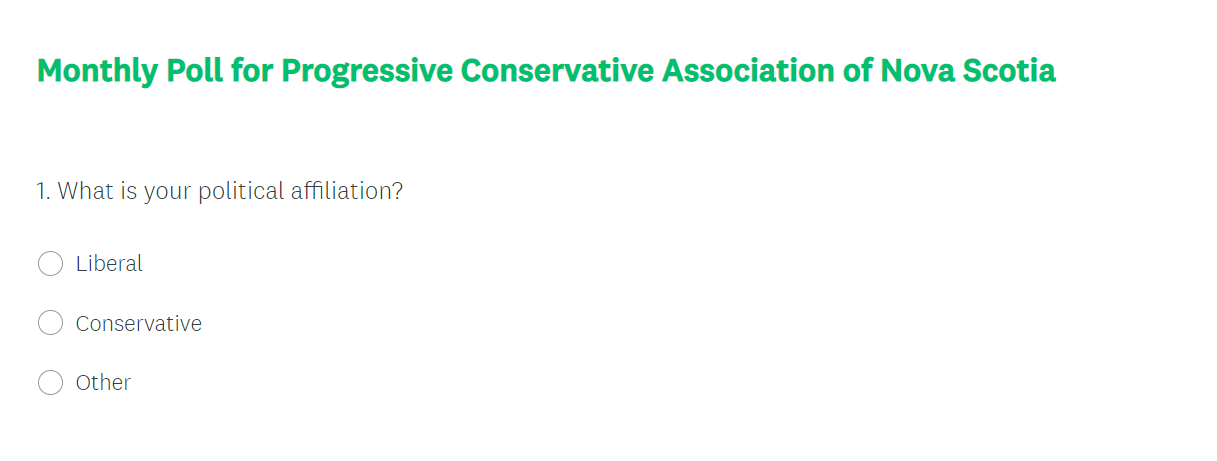 Monthly Poll for Progressive Conservative Association of Nova Scotia
1. What is your political affiliation?
Liberal
Conservative
Other